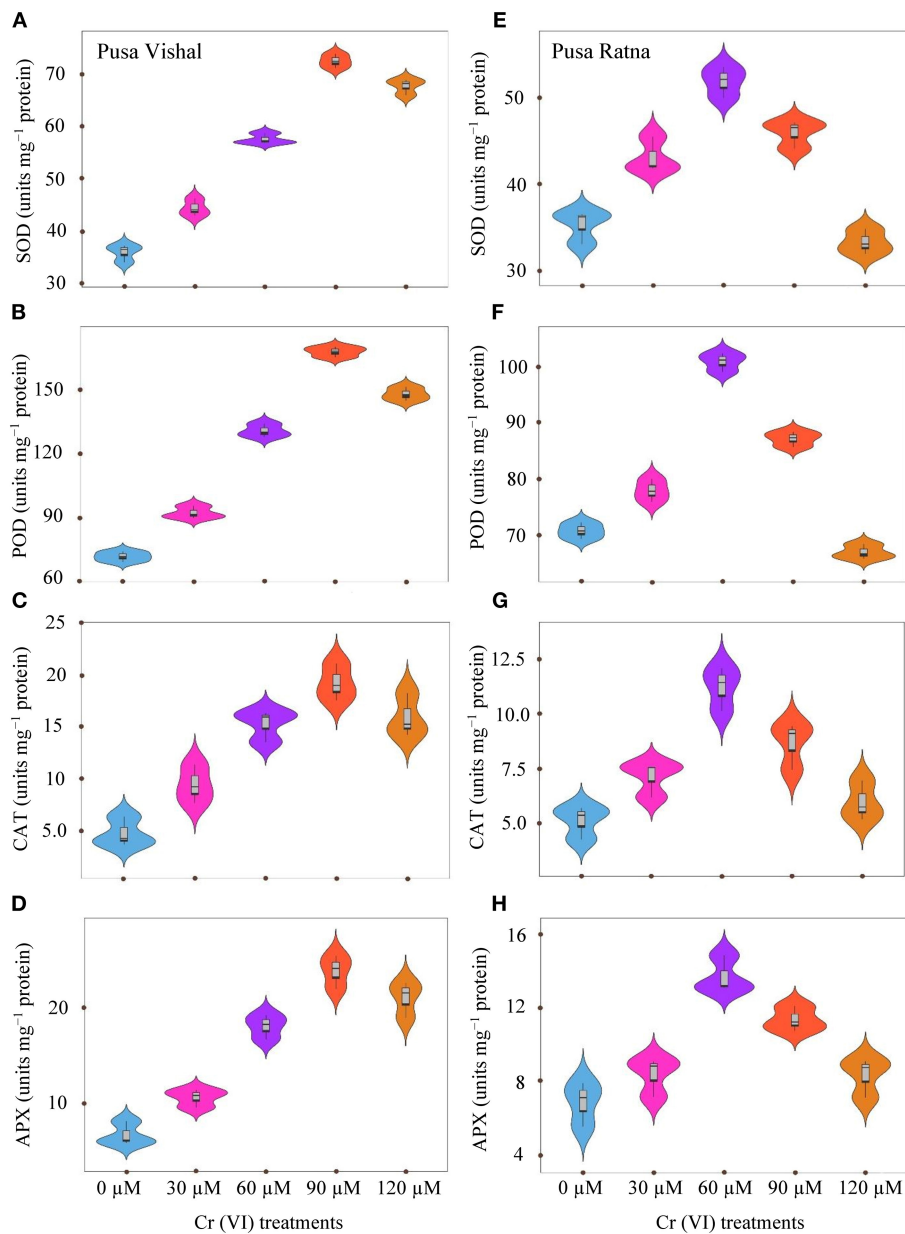 A
Pusa Vishal
SOD (units mg⁻¹ protein)
70
60
50
40
30
B
POD (units mg⁻¹ protein)
150
120
90
60
C
CAT (units mg⁻¹ protein)
25
20
15
10
5.0
D
APX (units mg⁻¹ protein)
20
10
0 µM 30 µM 60 µM 90 µM 120 µM
Cr (VI) treatments
E
Pusa Ratna
SOD (units mg⁻¹ protein)
50
40
30
F
POD (units mg⁻¹ protein)
100
90
80
70
G
CAT (units mg⁻¹ protein)
12.5
10.0
7.5
5.0
H
APX (units mg⁻¹ protein)
16
12
8
4
0 µM 30 µM 60 µM 90 µM 120 µM
Cr (VI) treatments